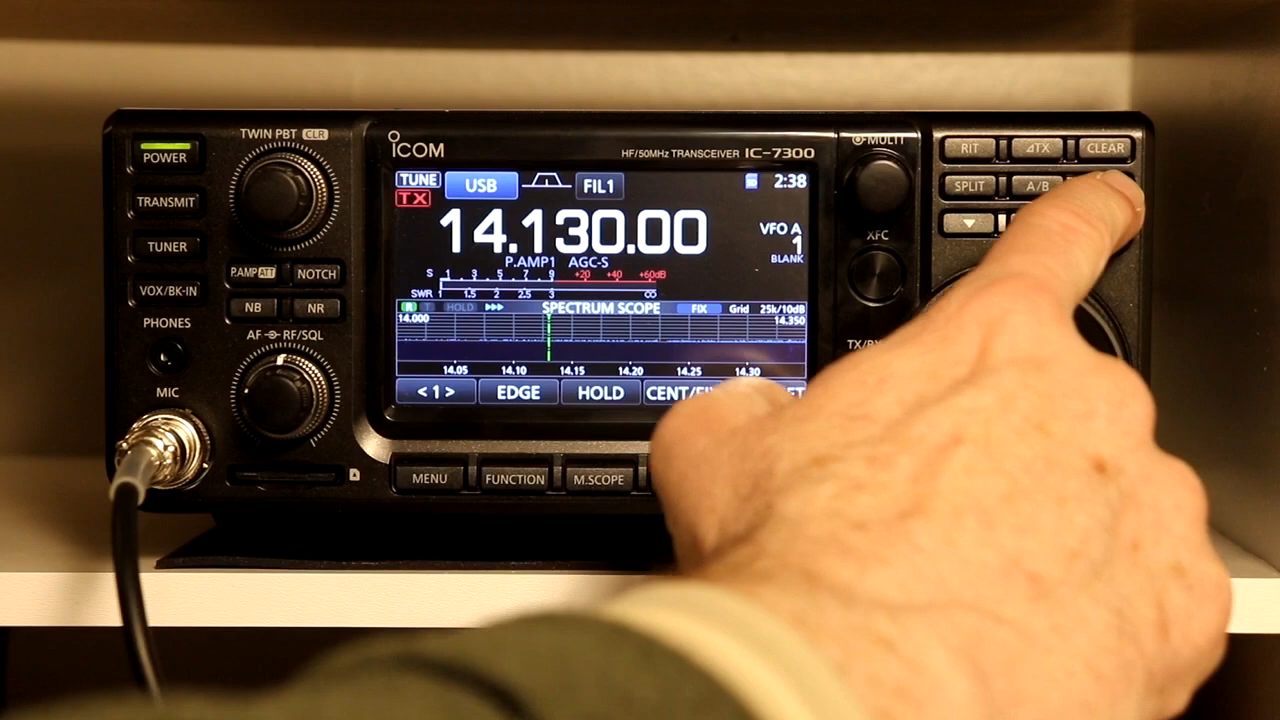 TWIN PBT CLR
POWER
TRANSMIT
TUNER
VOX/BK-IN
PHONES
MIC
P.AMP ATT
NOTCH
NB
NR
AF RF/SQL
ICOM
HF/50MHz TRANSCEIVER IC-7300
TUNE
USB
FIL1
2:38
TX
14.130.00
VFO A
1
BLANK
P.AMP1 AGC-S
S 1 3 5 7 9 +20 +40 +60dB
SWR 1 1.5 2 2.5 3 ∞
HOLD
SPECTRUM SCOPE
FIX
Grid
25k/10dB
14.000
14.350
14.05 14.10 14.15 14.20 14.25 14.30
<1>
EDGE
HOLD
MENU
FUNCTION
M.SCOPE
MULTI
XFC
RIT
⊿TX
CLEAR
SPLIT
A/B